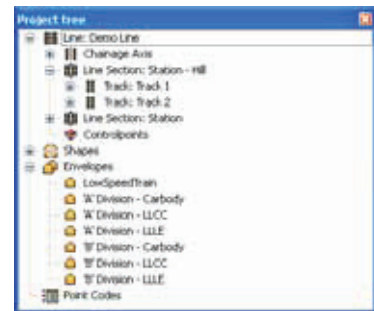 Project tree
Line: Demo Line
Chainage Axis
Line Section: Station - Hill
Track: Track 1
Track: Track 2
Line Section: Station
Controlpoints
Shapes
Envelopes
LowSpeedTrain
'A' Division - Carbody
'A' Division - LLCC
'A' Division - LLLE
'B' Division - Carbody
'B' Division - LLCC
'B' Division - LLLE
Point Codes